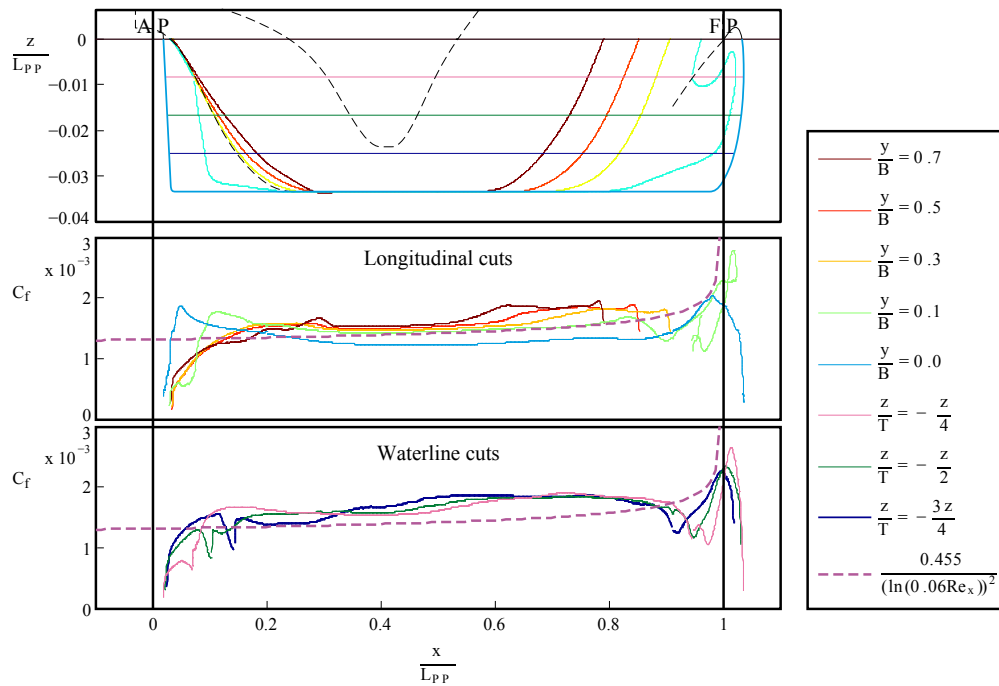 A P
F P
z
L P P
0
−0.01
−0.02
−0.03
−0.04
3
x 10 −3
C f
2
1
0
Longitudinal cuts
3
x 10 −3
C f
2
1
0
Waterline cuts
0 0.2 0.4 0.6 0.8 1
x
L P P
y/B = 0.7
y/B = 0.5
y/B = 0.3
y/B = 0.1
y/B = 0.0
z/T = − z/4
z/T = − z/2
z/T = − 3z/4
0.455
(ln(0.06Re x))2